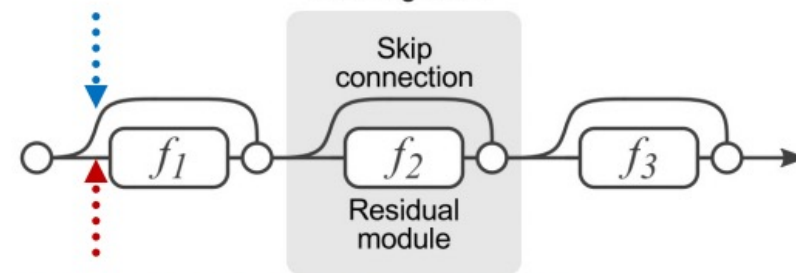 Skip
connection
f1
f2
f3
Residual
module